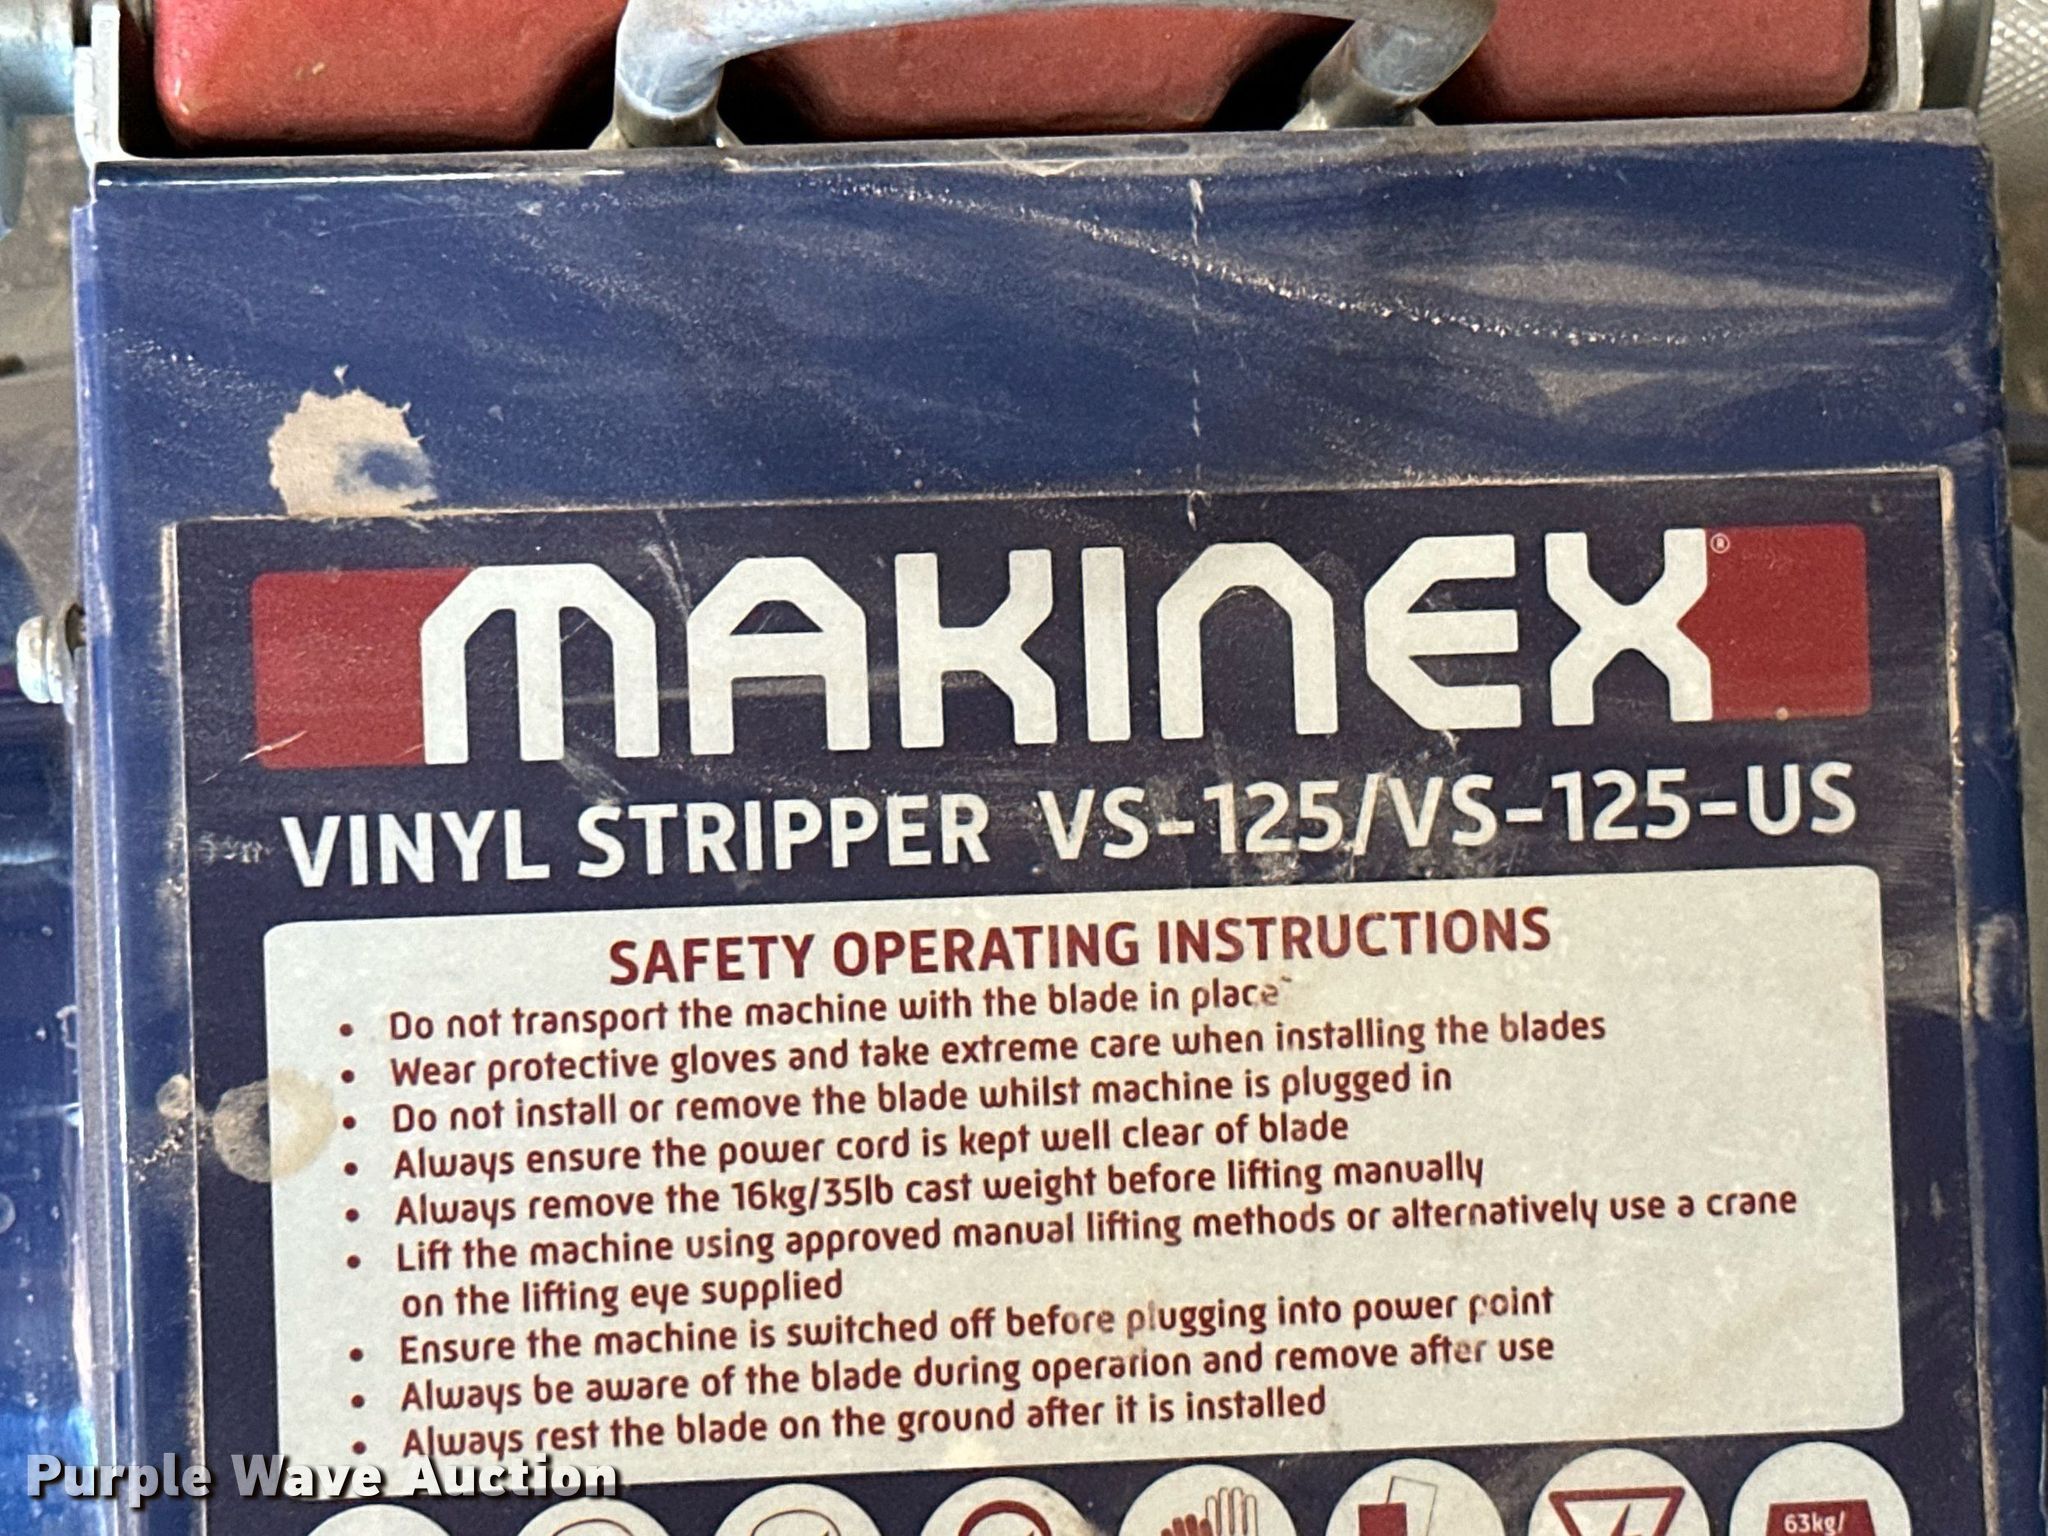 MAKINEX®
VINYL STRIPPER VS-125/VS-125-US
SAFETY OPERATING INSTRUCTIONS
• Do not transport the machine with the blade in place
• Wear protective gloves and take extreme care when installing the blades
• Do not install or remove the blade whilst machine is plugged in
• Always ensure the power cord is kept well clear of blade
• Always remove the 16kg/35lb cast weight before lifting manually
• Lift the machine using approved manual lifting methods or alternatively use a crane
on the lifting eye supplied
• Ensure the machine is switched off before plugging into power point
• Always be aware of the blade during operation and remove after use
• Always rest the blade on the ground after it is installed
63kg/
Purple Wave Auction